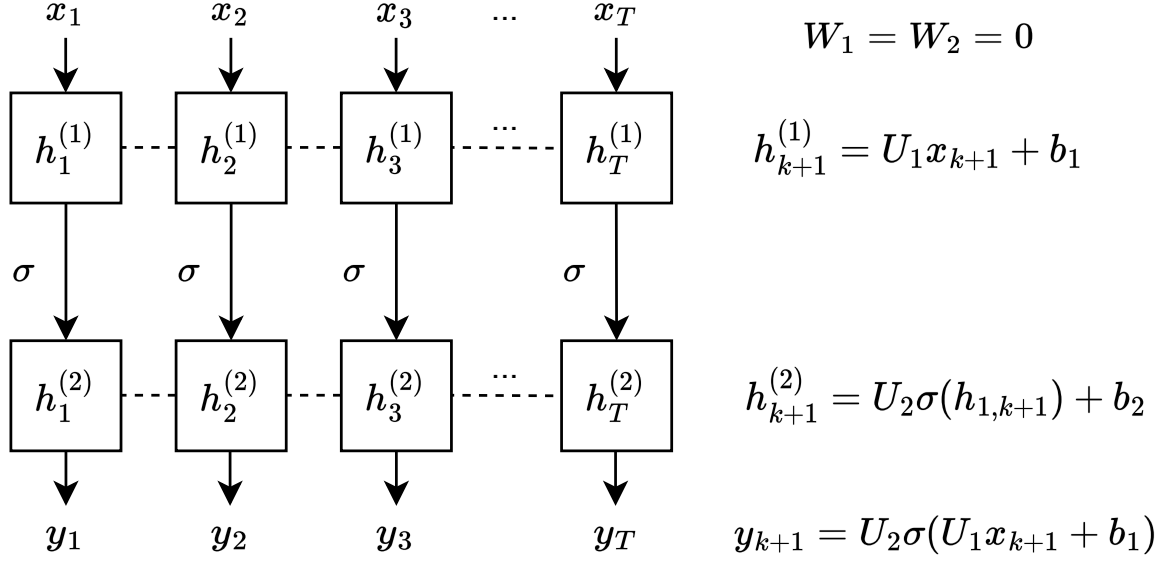 x_1 x_2 x_3 ... x_T W_1 = W_2 = 0
h_1^{(1)} h_2^{(1)} h_3^{(1)} ... h_T^{(1)} h_{k+1}^{(1)} = U_1 x_{k+1} + b_1
σ σ σ σ
h_1^{(2)} h_2^{(2)} h_3^{(2)} ... h_T^{(2)} h_{k+1}^{(2)} = U_2 σ(h_{1,k+1}) + b_2
y_1 y_2 y_3 y_T y_{k+1} = U_2 σ(U_1 x_{k+1} + b_1)